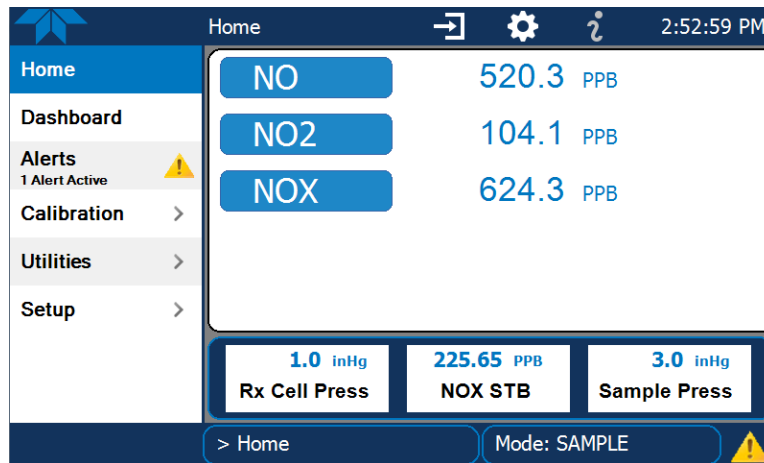 Home 2:52:59 PM
Home
Dashboard
Alerts
1 Alert Active
Calibration
Utilities
Setup
NO 520.3 PPB
NO2 104.1 PPB
NOX 624.3 PPB
1.0 inHg
Rx Cell Press
225.65 PPB
NOX STB
3.0 inHg
Sample Press
> Home
Mode: SAMPLE